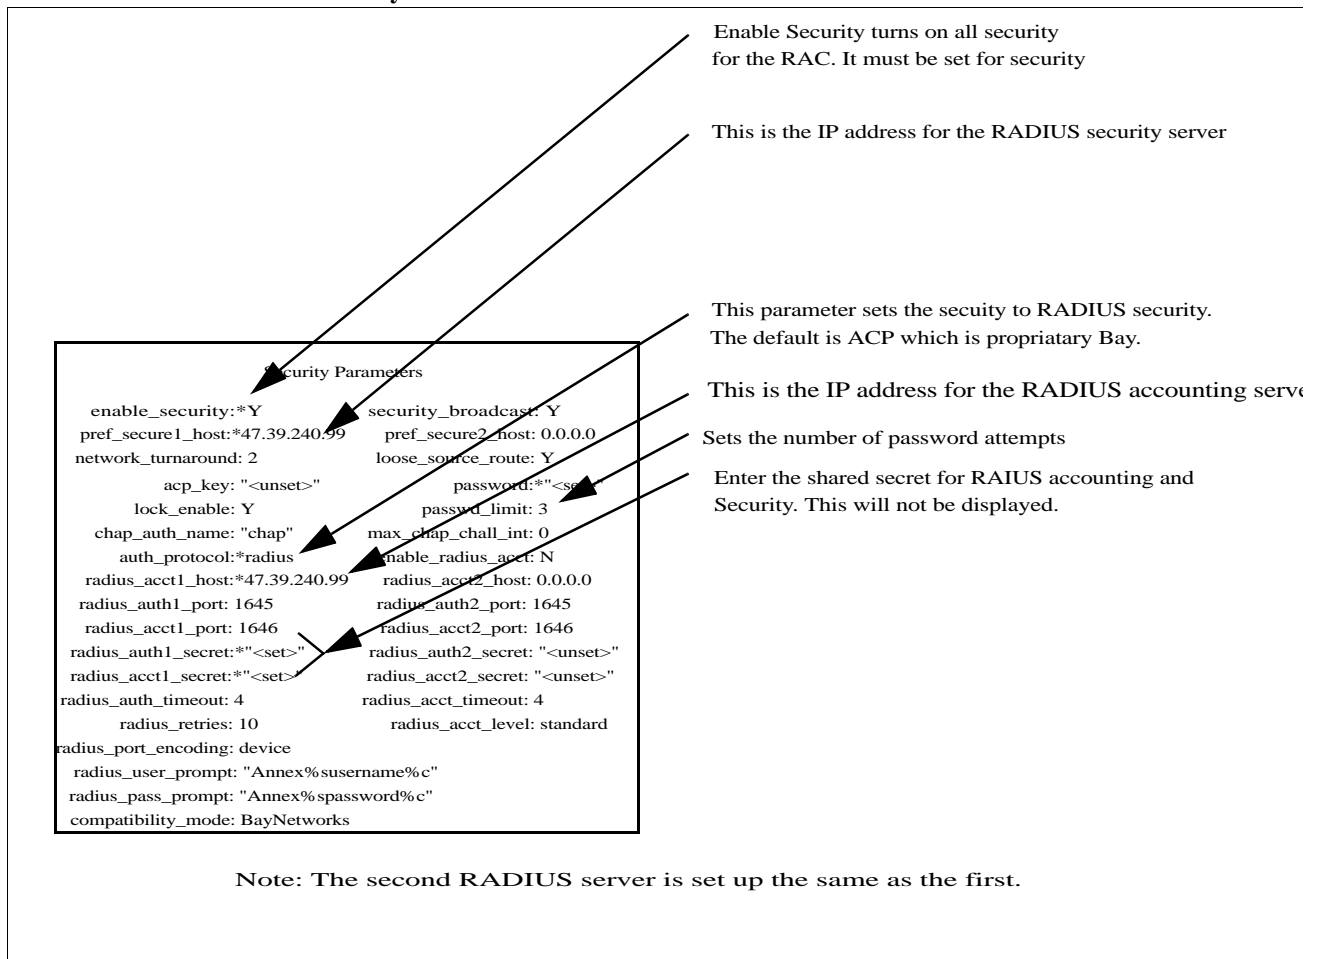 Enable Security turns on all security
for the RAC. It must be set for security
This is the IP address for the RADIUS security server
This parameter sets the secuity to RADIUS security.
The default is ACP which is propriatary Bay.
This is the IP address for the RADIUS accounting serve
Sets the number of password attempts
Enter the shared secret for RAIUS accounting and
Security. This will not be displayed.
Security Parameters
enable_security:*Y security_broadcast: Y
pref_secure1_host:*47.39.240.99 pref_secure2_host: 0.0.0.0
network_turnaround: 2 loose_source_route: Y
acp_key: "<unset>" password:*"<set>"
lock_enable: Y passwd_limit: 3
chap_auth_name: "chap" max_chap_chall_int: 0
auth_protocol:*radius enable_radius_acct: N
radius_acct1_host:*47.39.240.99 radius_acct2_host: 0.0.0.0
radius_auth1_port: 1645 radius_auth2_port: 1645
radius_acct1_port: 1646 radius_acct2_port: 1646
radius_auth1_secret:*"<set>" radius_auth2_secret: "<unset>"
radius_acct1_secret:*"<set>" radius_acct2_secret: "<unset>"
radius_auth_timeout: 4 radius_acct_timeout: 4
radius_retries: 10 radius_acct_level: standard
radius_port_encoding: device
radius_user_prompt: "Annex%susername%c"
radius_pass_prompt: "Annex%spassword%c"
compatibility_mode: BayNetworks
Note: The second RADIUS server is set up the same as the first.